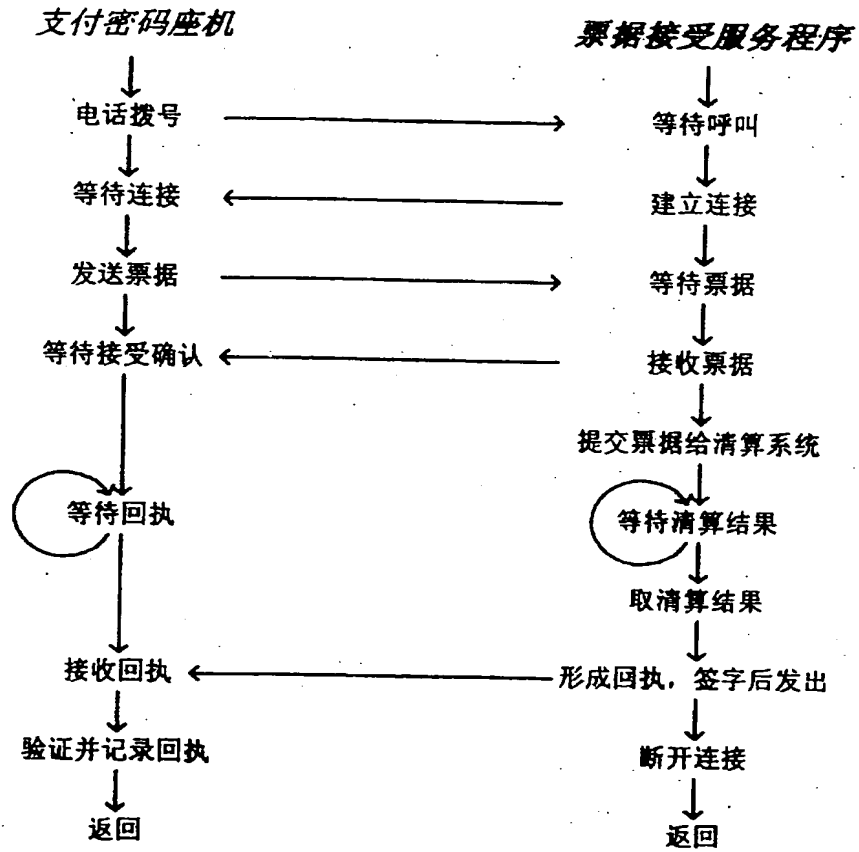 支付密码座机
票据接受服务程序
电话拨号
等待呼叫
等待连接
建立连接
发送票据
等待票据
等待接受确认
接收票据
提交票据给清算系统
等待回执
等待清算结果
取清算结果
接收回执
形成回执，签字后发出
验证并记录回执
断开连接
返回
返回